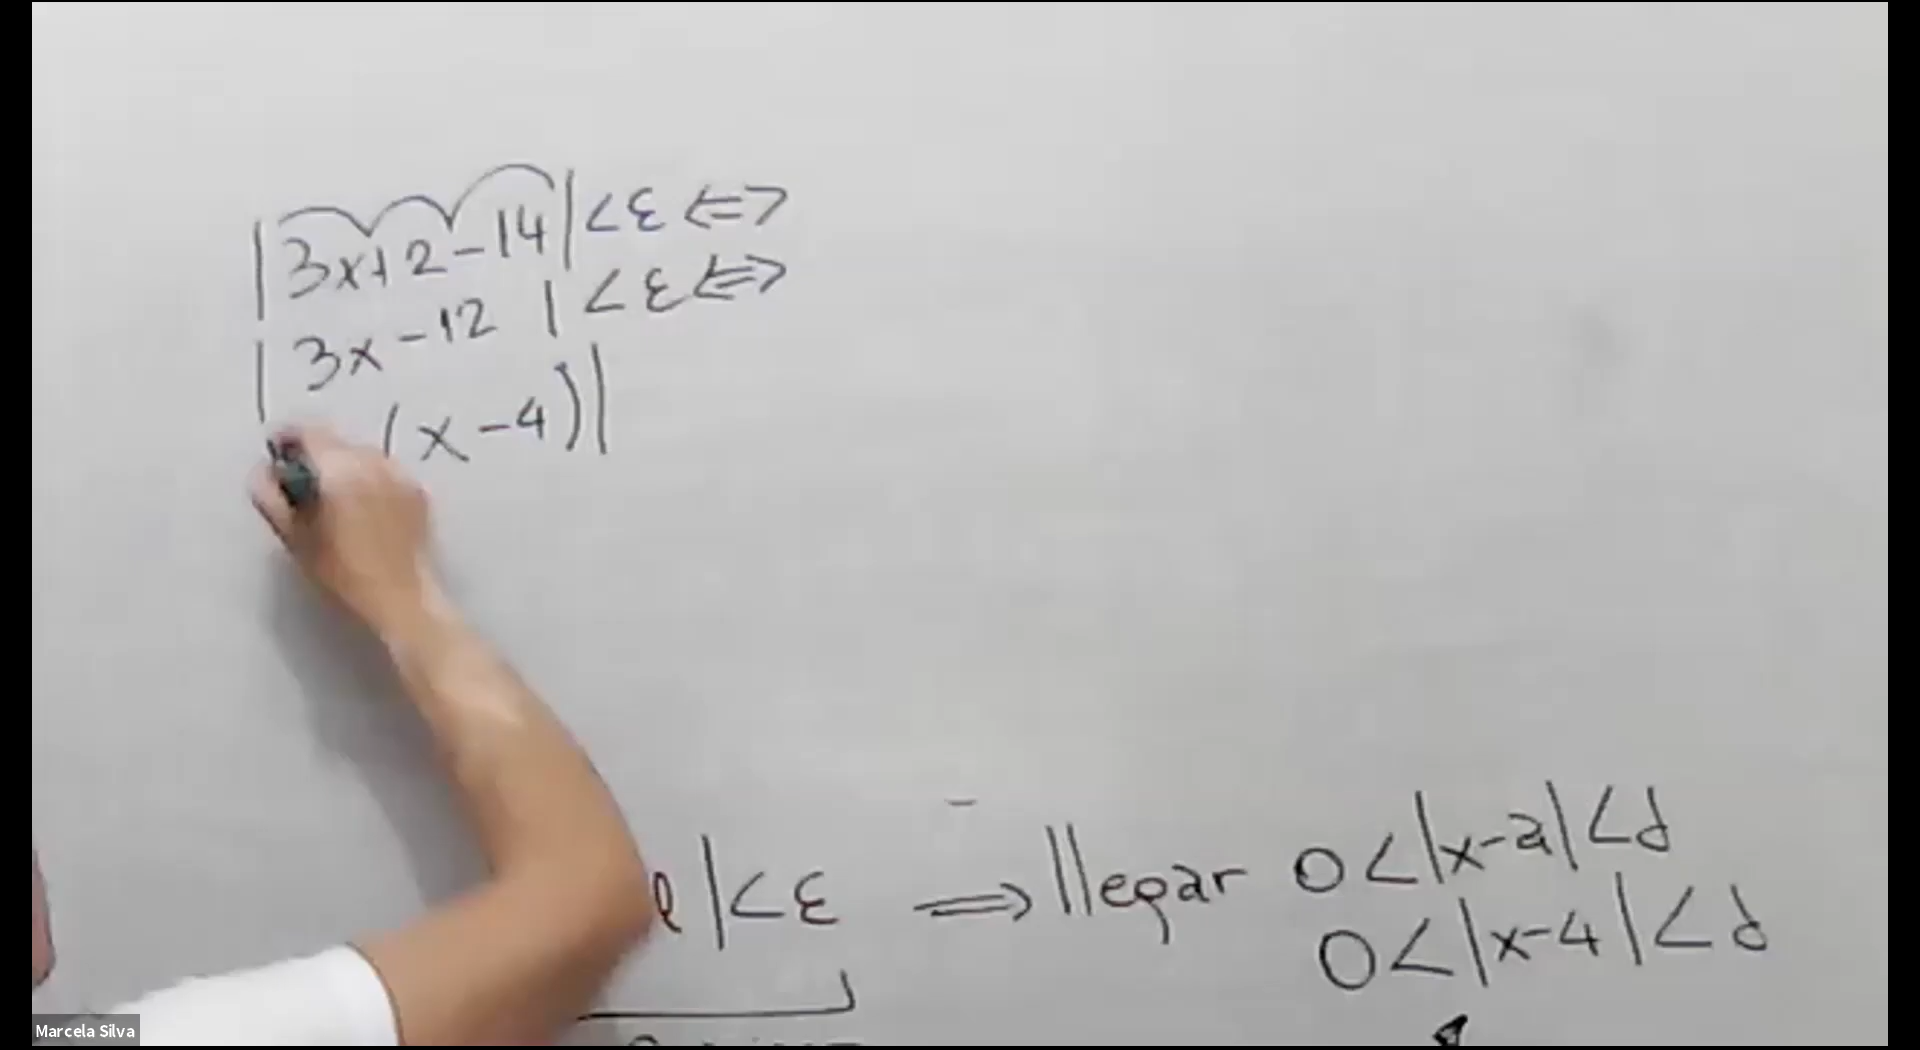 |3x+2-14|<ε⇔
|3x-12|<ε⇔
(x-4)|
l|<ε ⇒ llegar 0<|x-a|<δ
0<|x-4|<δ
Marcela Silva